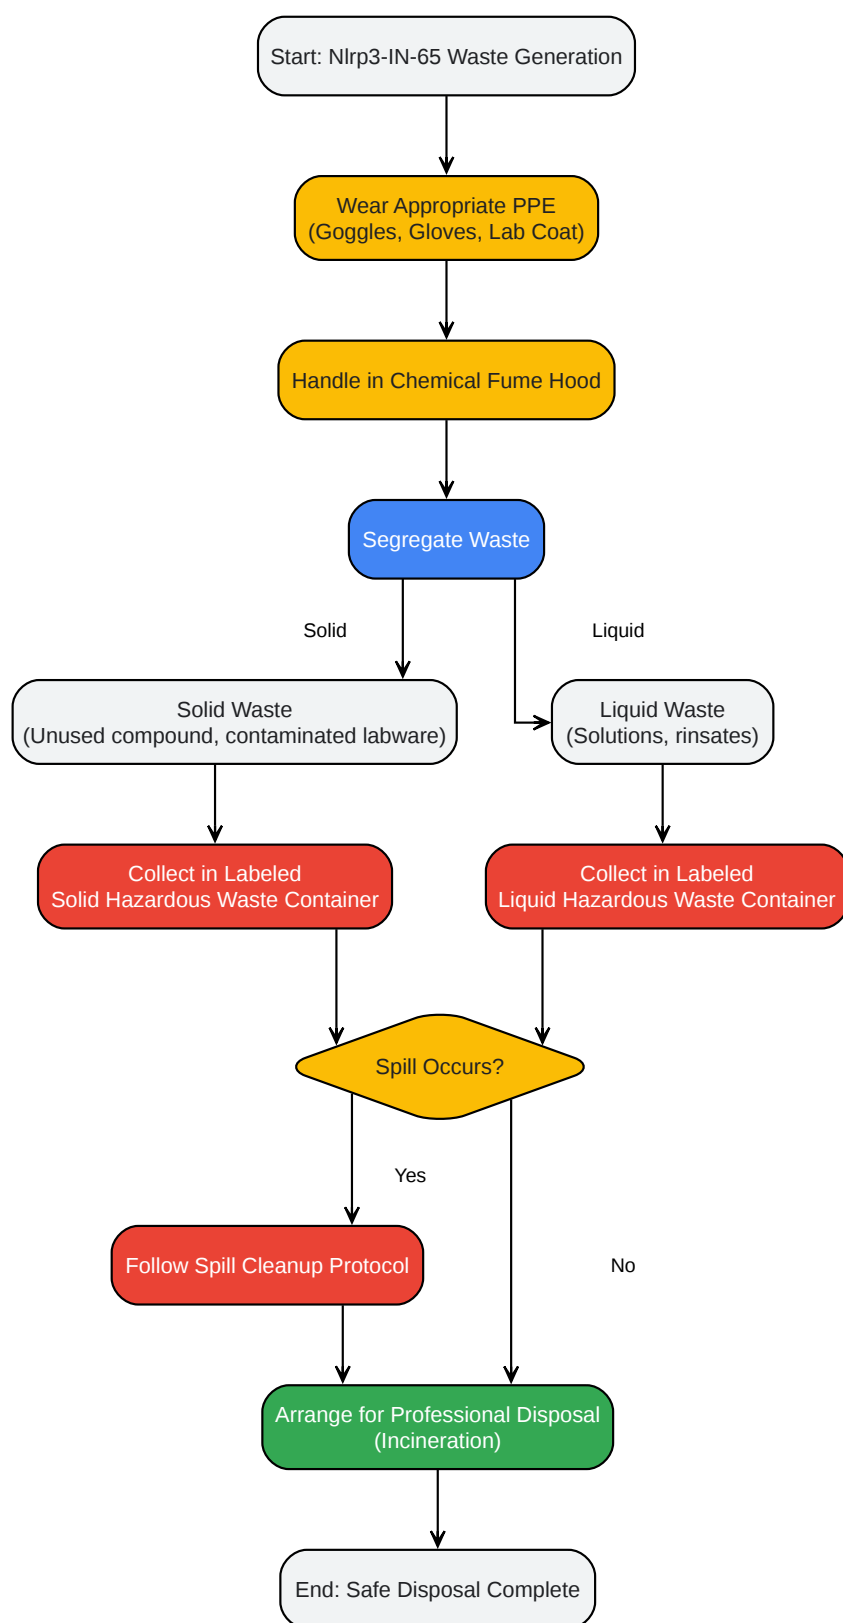 Start: Nlrp3-IN-65 Waste Generation
Wear Appropriate PPE
(Goggles, Gloves, Lab Coat)
Handle in Chemical Fume Hood
Segregate Waste
Solid
Liquid
Solid Waste
(Unused compound, contaminated labware)
Liquid Waste
(Solutions, rinsates)
Collect in Labeled
Solid Hazardous Waste Container
Collect in Labeled
Liquid Hazardous Waste Container
Spill Occurs?
Yes
Follow Spill Cleanup Protocol
No
Arrange for Professional Disposal
(Incineration)
End: Safe Disposal Complete